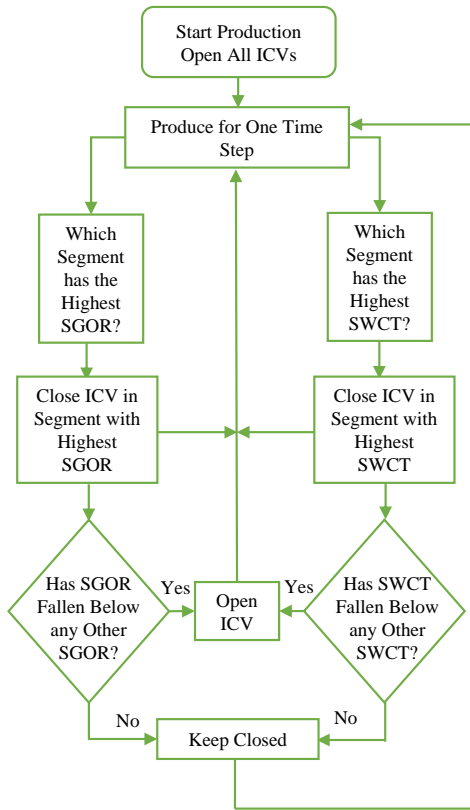 Start Production
Open All ICVs
Produce for One Time
Step
Which
Segment
has the
Highest
SGOR?
Which
Segment
has the
Highest
SWCT?
Close ICV in
Segment with
Highest
SGOR
Close ICV in
Segment with
Highest
SWCT
Has SGOR
Fallen Below
any Other
SGOR?
Yes
Open
ICV
Yes
Has SWCT
Fallen Below
any Other
SWCT?
No
Keep Closed
No